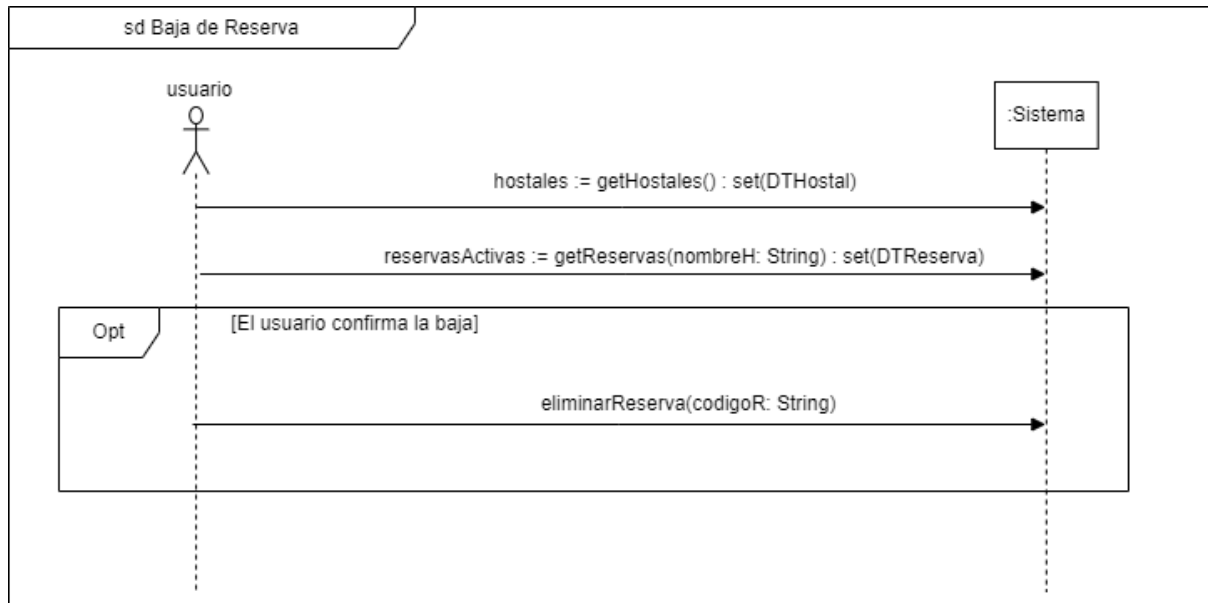 sd Baja de Reserva
usuario
:Sistema
hostales := getHostales() : set(DTHostal)
reservasActivas := getReservas(nombreH: String) : set(DTReserva)
Opt
[El usuario confirma la baja]
eliminarReserva(codigoR: String)